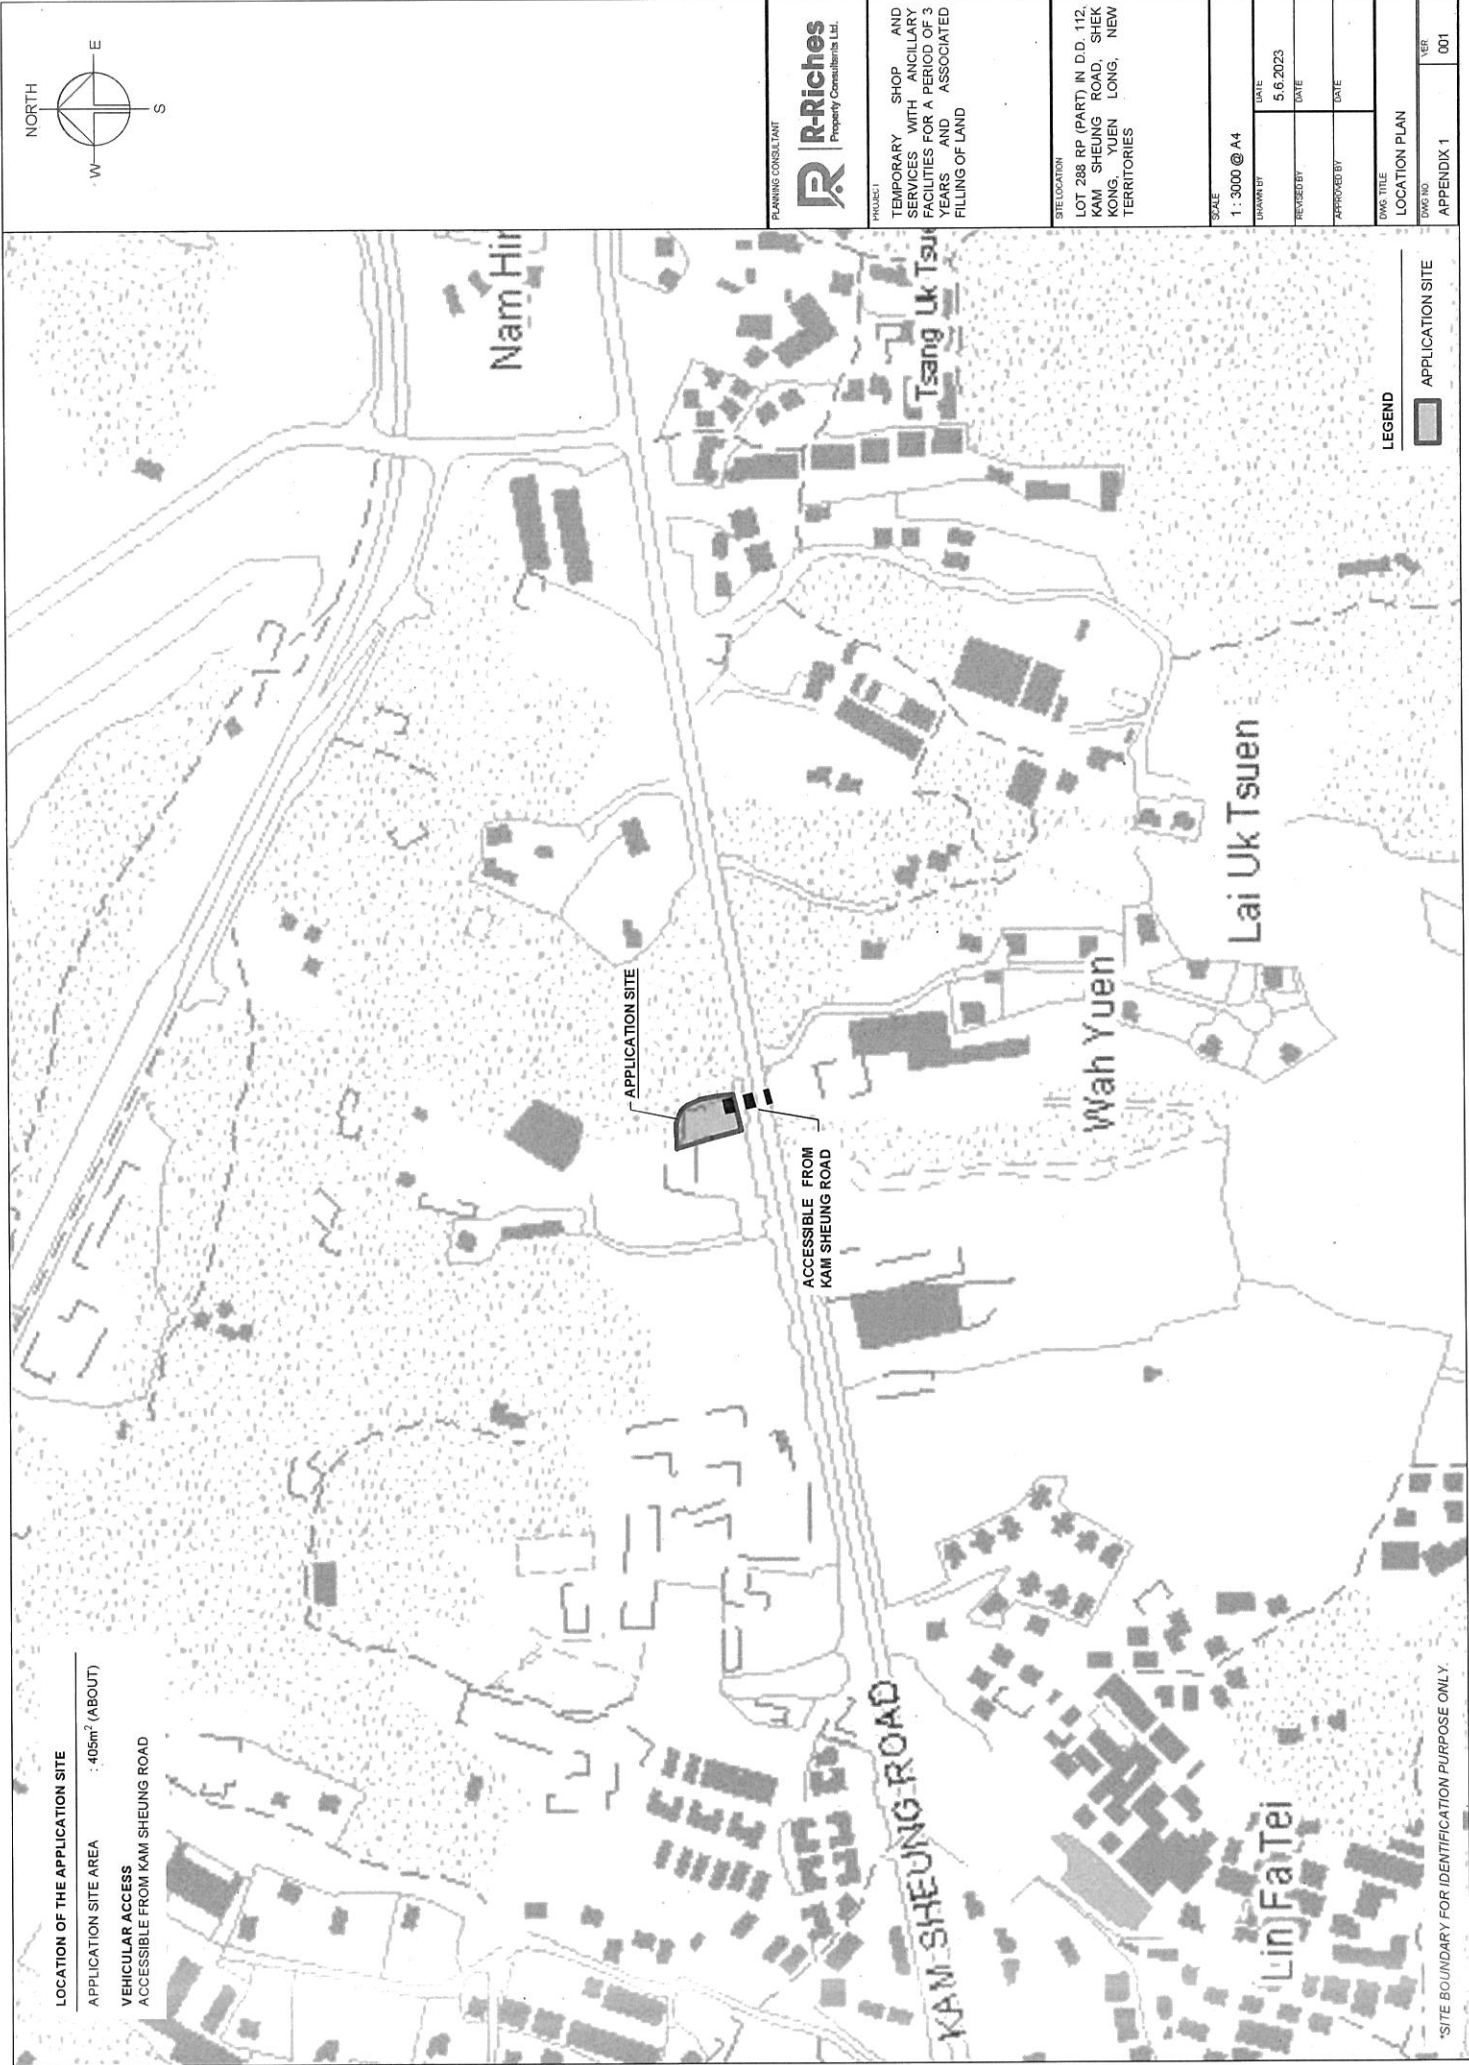 LOCATION OF THE APPLICATION SITE
APPLICATION SITE AREA : 405m² (ABOUT)
VEHICULAR ACCESS
ACCESSIBLE FROM KAM SHEUNG ROAD
NORTH
W
E
S
Nam Hin
APPLICATION SITE
ACCESSIBLE FROM
KAM SHEUNG ROAD
Tsang Uk Tsue
KAM SHEUNG ROAD
Wah Yuen
Lai Uk Tsuen
Lin Fa Tei
LEGEND
APPLICATION SITE
*SITE BOUNDARY FOR IDENTIFICATION PURPOSE ONLY.
PLANNING CONSULTANT
R-Riches
Property Consultants Ltd.
PROJECT
TEMPORARY SHOP AND
SERVICES WITH ANCILLARY
FACILITIES FOR A PERIOD OF 3
YEARS AND ASSOCIATED
FILLING OF LAND
SITE LOCATION
LOT 288 RP (PART) IN D.D. 112,
KAM SHEUNG ROAD, SHEK
KONG, YUEN LONG, NEW
TERRITORIES
SCALE
1 : 3000 @ A4
DRAWN BY
DATE
5.6.2023
REVISED BY
DATE
APPROVED BY
DATE
DWG. TITLE
LOCATION PLAN
DWG NO.
APPENDIX 1
VER.
001